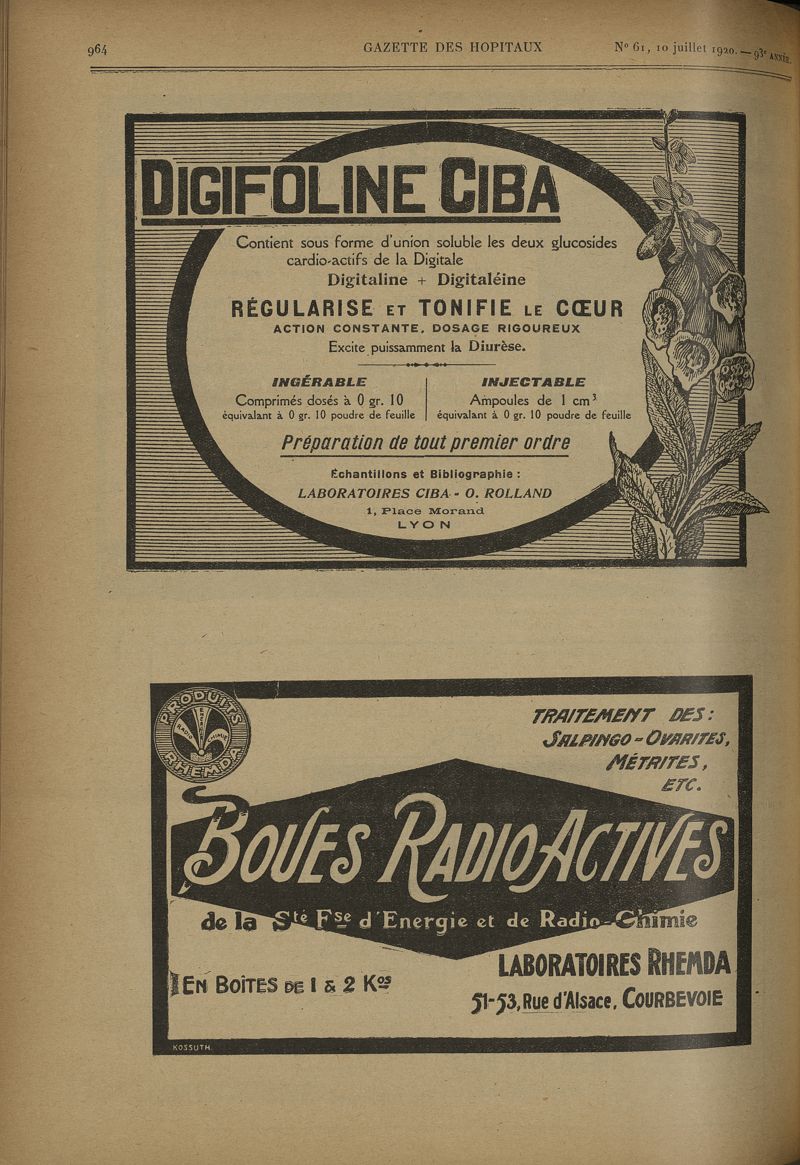 964 GAZETTE DES HOPITAUX N° 61, 10 juillet 1920. — 93e ANNÉE.
DIGIFOLINE CIBA
Contient sous forme d'union soluble les deux glucosides
cardio-actifs de la Digitale
Digitaline + Digitaléine
RÉGULARISE ET TONIFIE LE CŒUR
ACTION CONSTANTE, DOSAGE RIGOUREUX
Excite puissamment la Diurèse.
INGÉRABLE
Comprimés dosés à 0 gr. 10
équivalant à 0 gr. 10 poudre de feuille
INJECTABLE
Ampoules de 1 cm³
équivalant à 0 gr. 10 poudre de feuille
Préparation de tout premier ordre
Échantillons et Bibliographie :
LABORATOIRES CIBA - O. ROLLAND
1, Place Morand
LYON
PRODUITS
ENERGIE
RADIO CHIMIE
RHEMDA
TRAITEMENT DES :
SALPINGO - OVARITES,
MÉTRITES,
ETC.
BOUES RADIO-ACTIVES
de la Sté Fse d'Energie et de Radio-Chimie
EN BOÎTES DE 1 & 2 Kos
LABORATOIRES RHEMDA
51-53, Rue d'Alsace, COURBEVOIE
KOSSUTH.